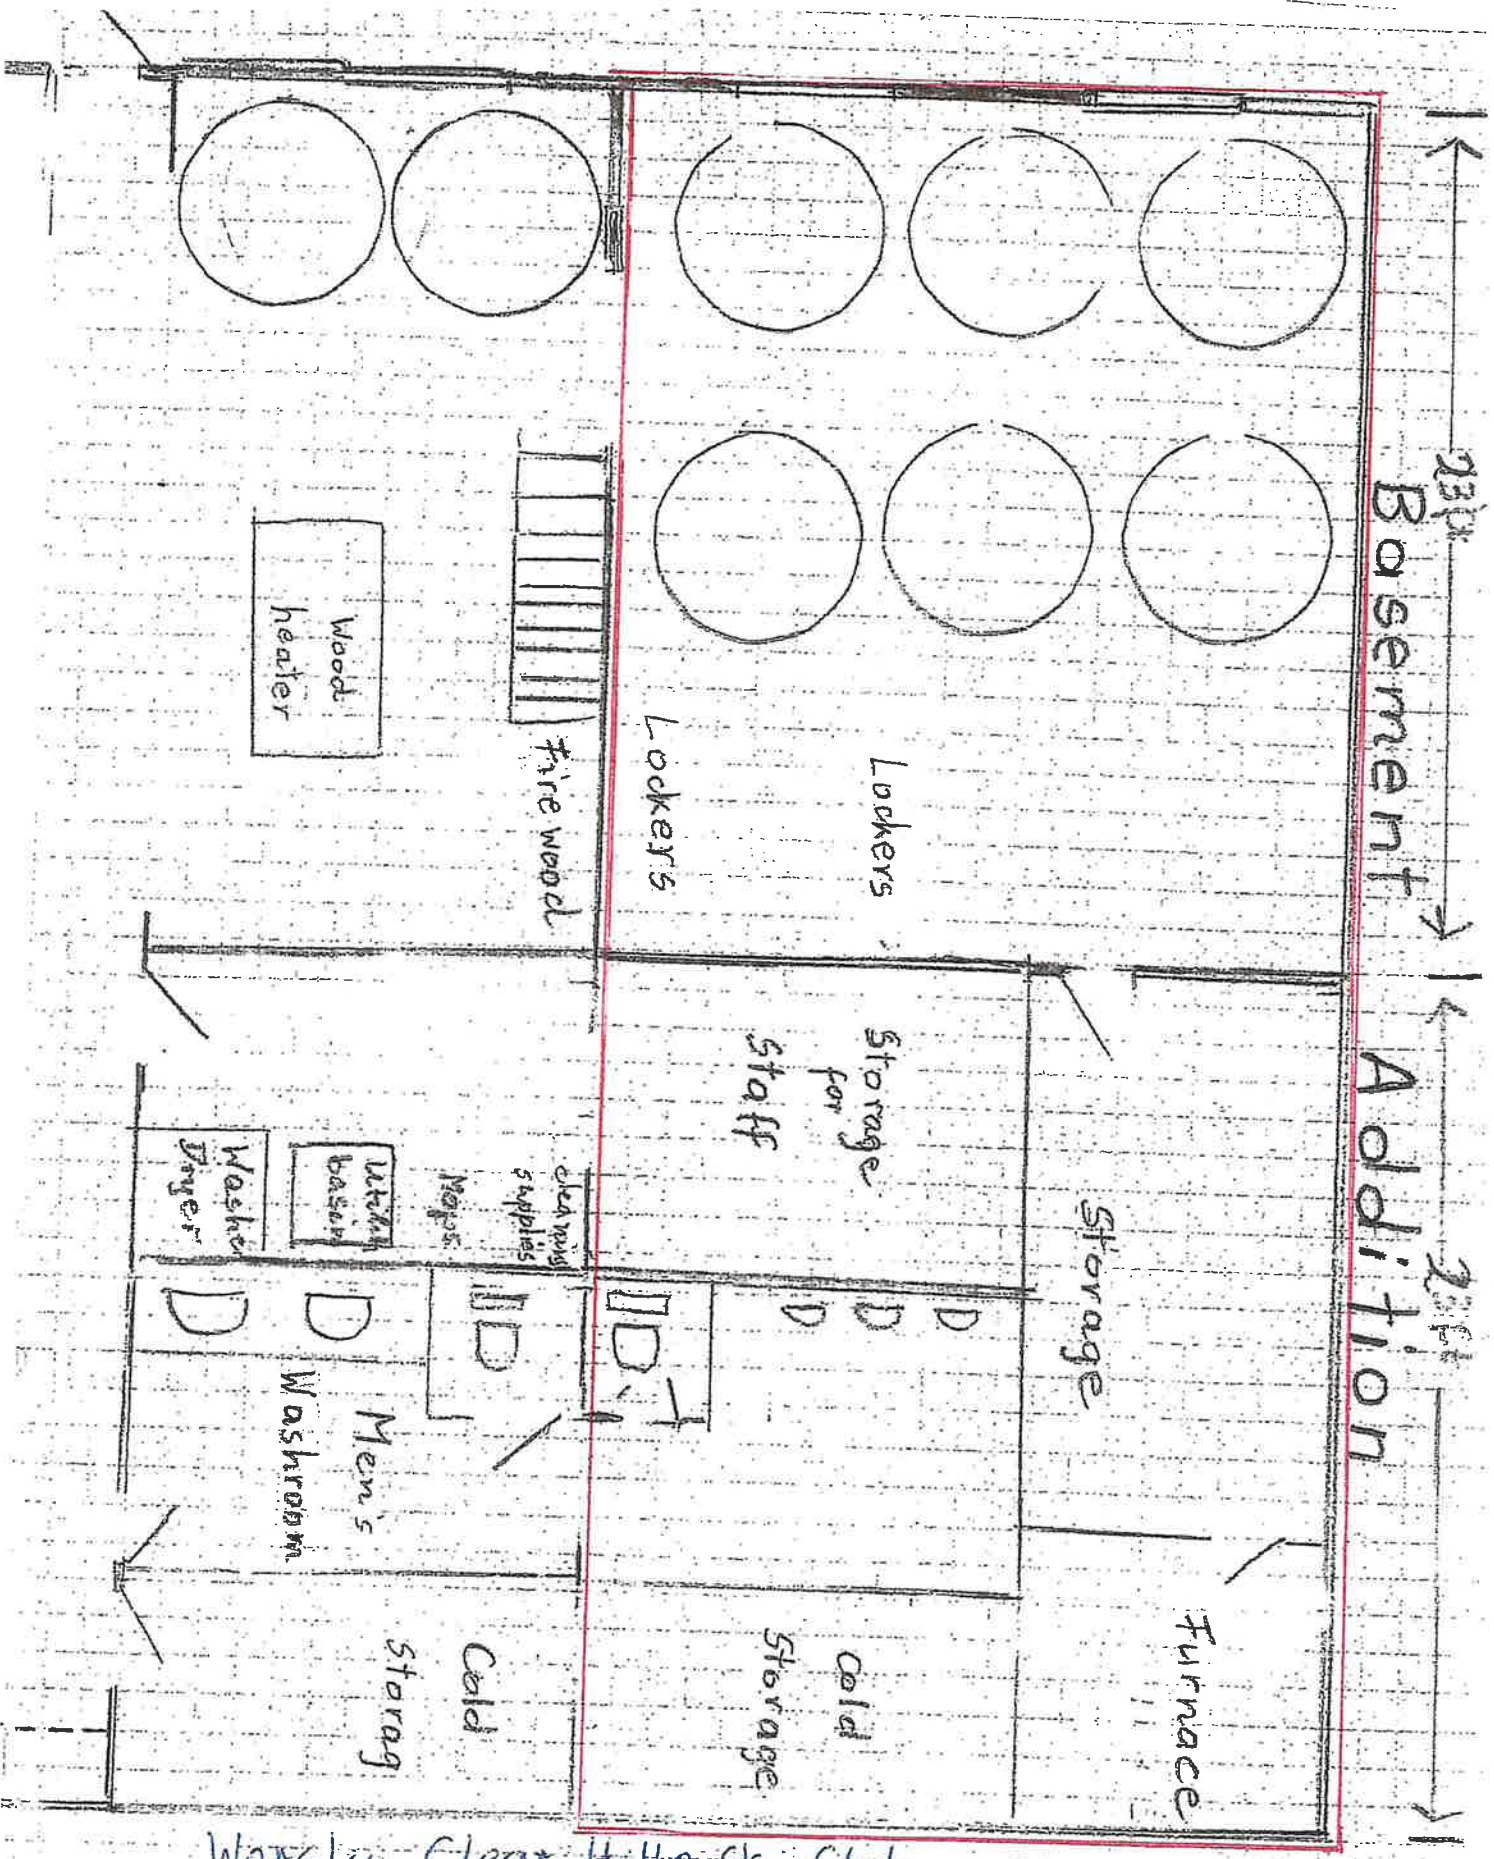 Basement
Addition
Lockers
Lockers
Wood
heater
Fire wood
Storage
for
Staff
Storage
cleaning
supplies
Mops
Utility
basin
Washer
Dryer
Men's
Washroom
Furnace
Cold
Storage
Cold
Storag